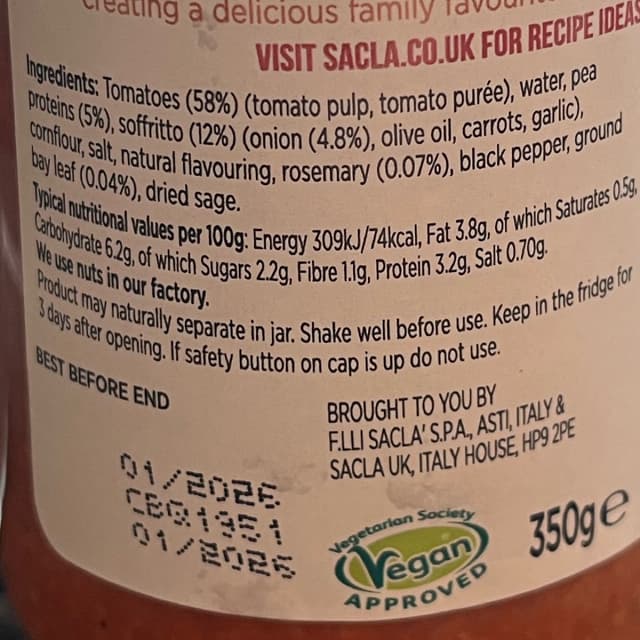 creating a delicious family
VISIT SACLA.CO.UK FOR RECIPE IDEAS
Ingredients: Tomatoes (58%) (tomato pulp, tomato purée), water, pea
proteins (5%), soffritto (12%) (onion (4.8%), olive oil, carrots, garlic),
cornflour, salt, natural flavouring, rosemary (0.07%), black pepper, ground
bay leaf (0.04%), dried sage.
Typical nutritional values per 100g: Energy 309kJ/74kcal, Fat 3.8g, of which Saturates 0.5g,
Carbohydrate 6.2g, of which Sugars 2.2g, Fibre 1.1g, Protein 3.2g, Salt 0.70g.
We use nuts in our factory.
Product may naturally separate in jar. Shake well before use. Keep in the fridge for
3 days after opening. If safety button on cap is up do not use.
BEST BEFORE END
01/2026
CBQ1951
01/2026
BROUGHT TO YOU BY
F.LLI SACLA' S.P.A., ASTI, ITALY &
SACLA UK, ITALY HOUSE, HP9 2PE
Vegetarian Society
Vegan
APPROVED
350g e